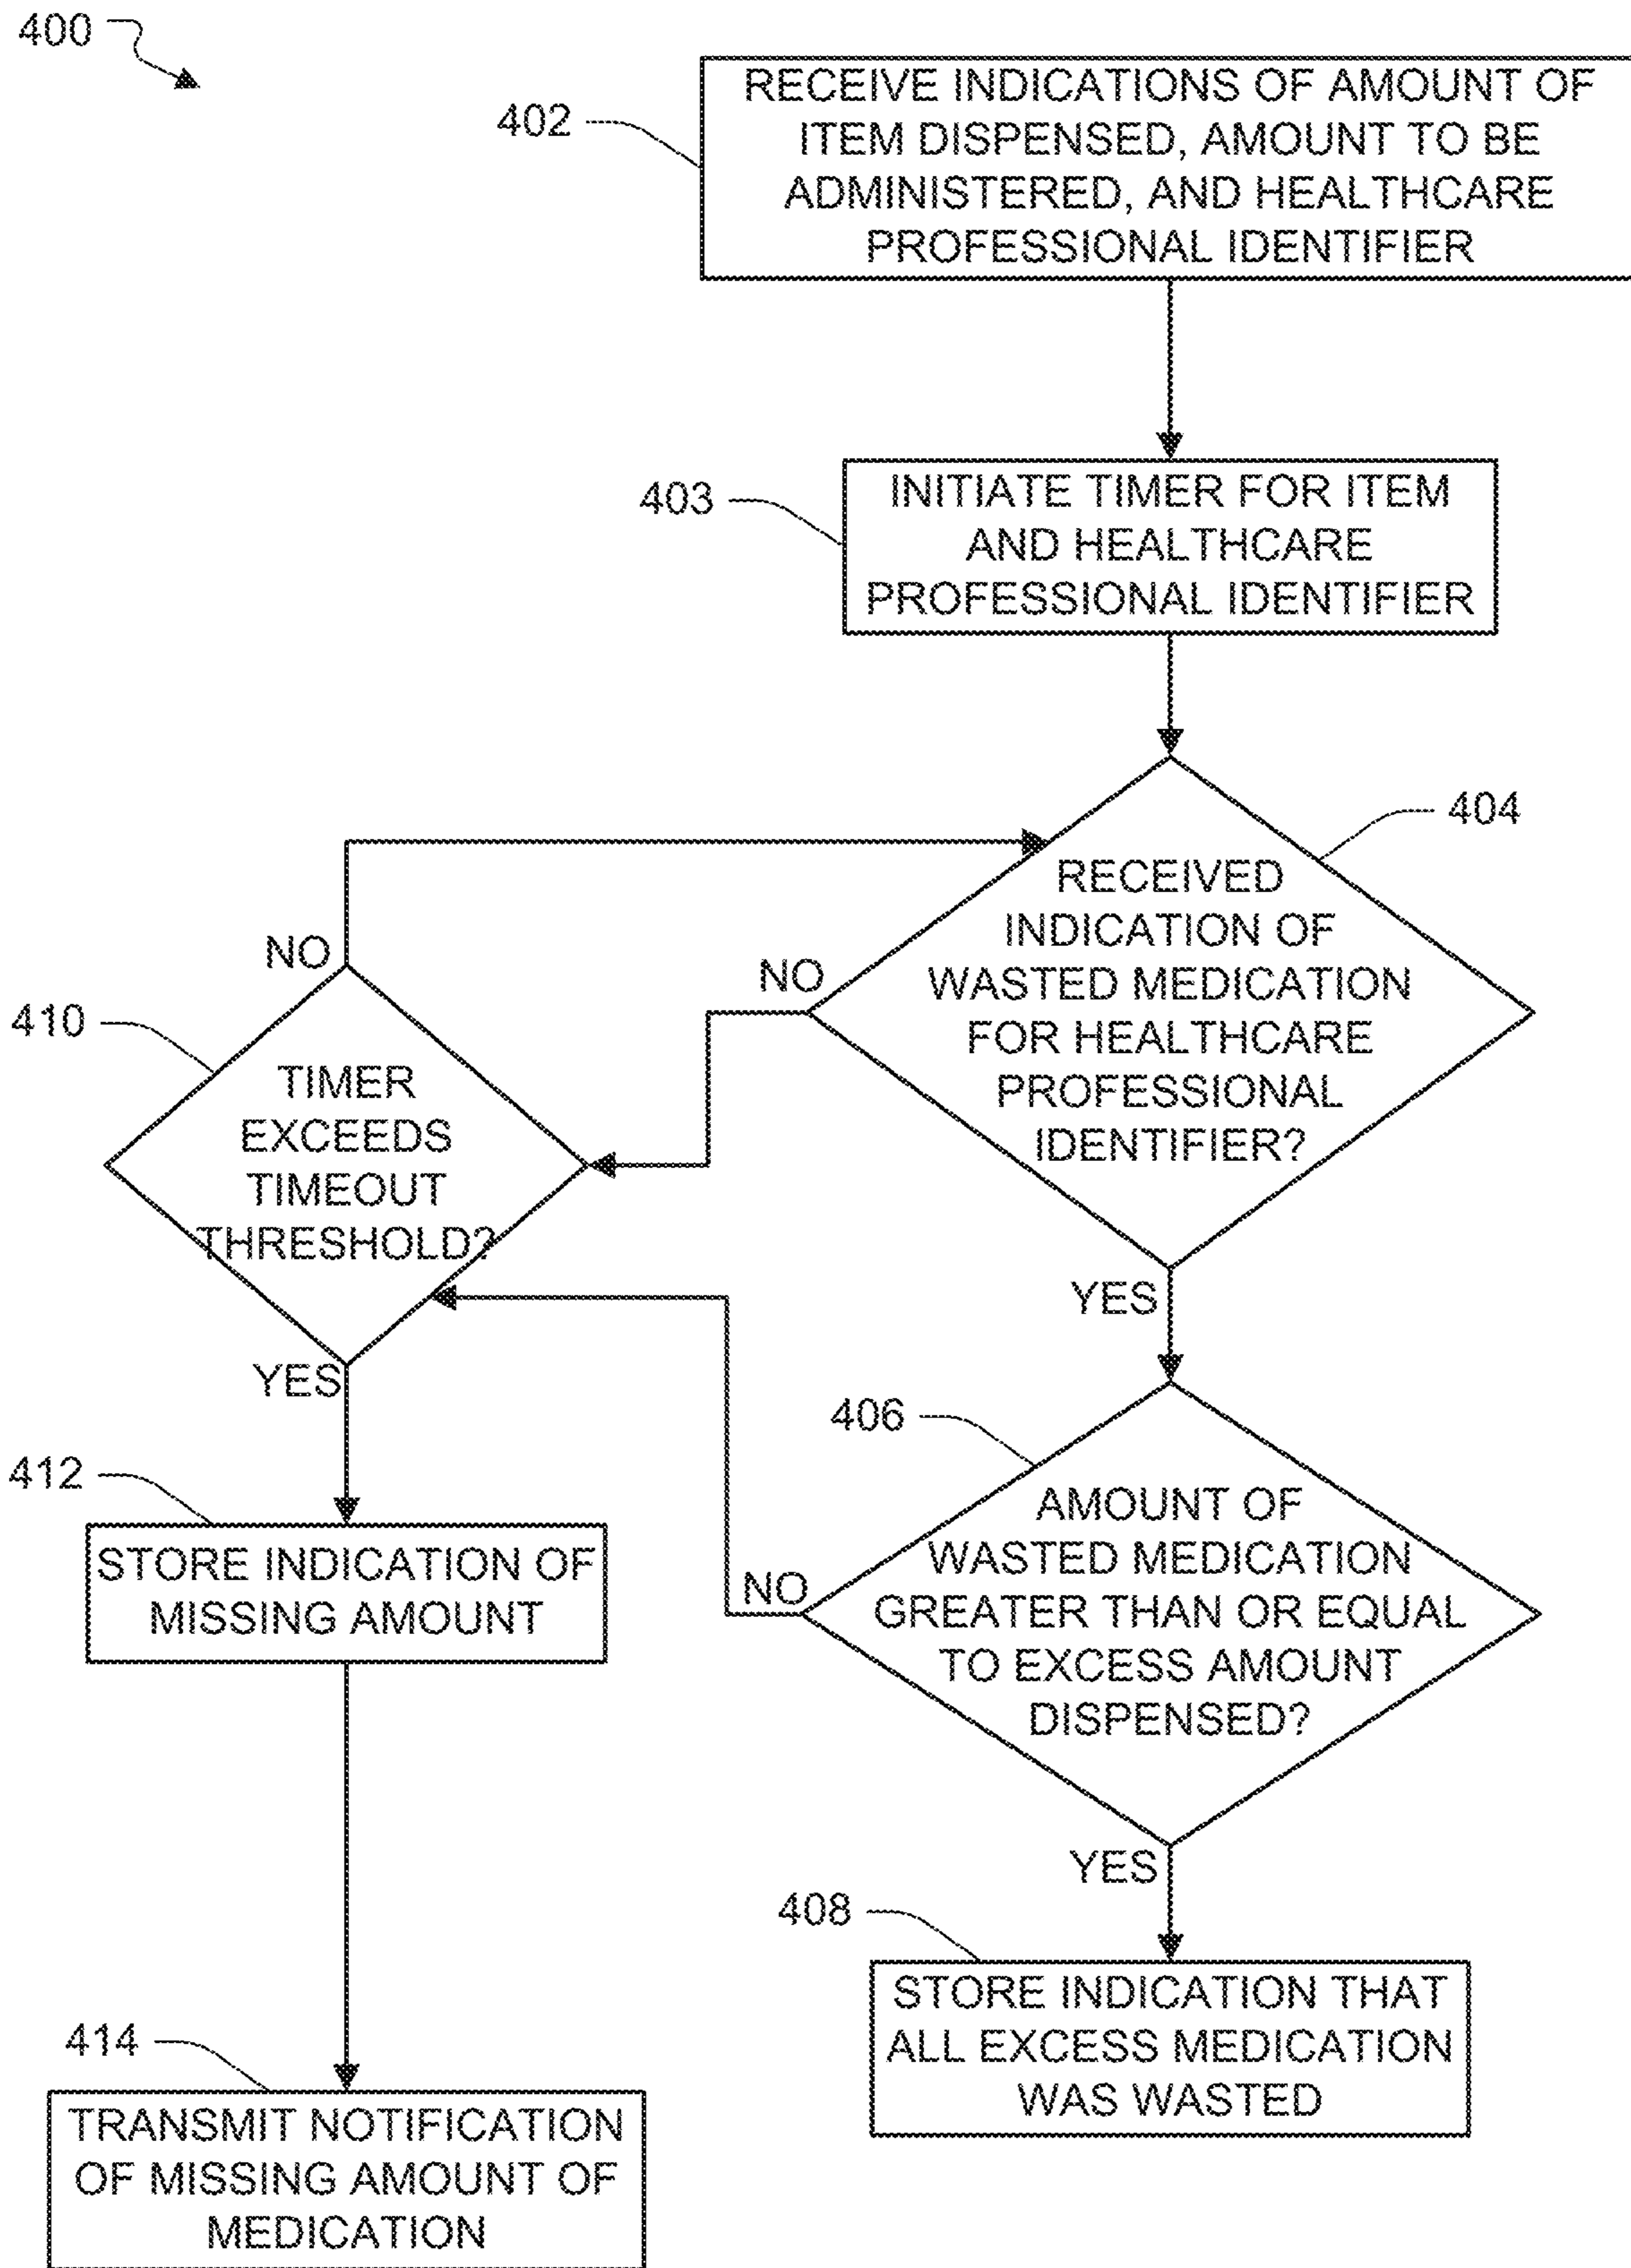 400
402
RECEIVE INDICATIONS OF AMOUNT OF
ITEM DISPENSED, AMOUNT TO BE
ADMINISTERED, AND HEALTHCARE
PROFESSIONAL IDENTIFIER
403
INITIATE TIMER FOR ITEM
AND HEALTHCARE
PROFESSIONAL IDENTIFIER
404
RECEIVED
INDICATION OF
WASTED MEDICATION
FOR HEALTHCARE
PROFESSIONAL
IDENTIFIER?
NO
YES
NO
410
TIMER
EXCEEDS
TIMEOUT
THRESHOLD?
YES
406
AMOUNT OF
WASTED MEDICATION
GREATER THAN OR EQUAL
TO EXCESS AMOUNT
DISPENSED?
NO
YES
412
STORE INDICATION OF
MISSING AMOUNT
408
STORE INDICATION THAT
ALL EXCESS MEDICATION
WAS WASTED
414
TRANSMIT NOTIFICATION
OF MISSING AMOUNT OF
MEDICATION